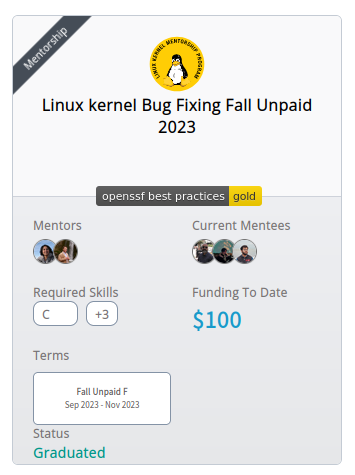 Mentorship
LINUX KERNEL MENTORSHIP PROGRAM
Linux kernel Bug Fixing Fall Unpaid
2023
openssf best practices gold
Mentors
Current Mentees
Required Skills
C
+3
Funding To Date
$100
Terms
Fall Unpaid F
Sep 2023 - Nov 2023
Status
Graduated